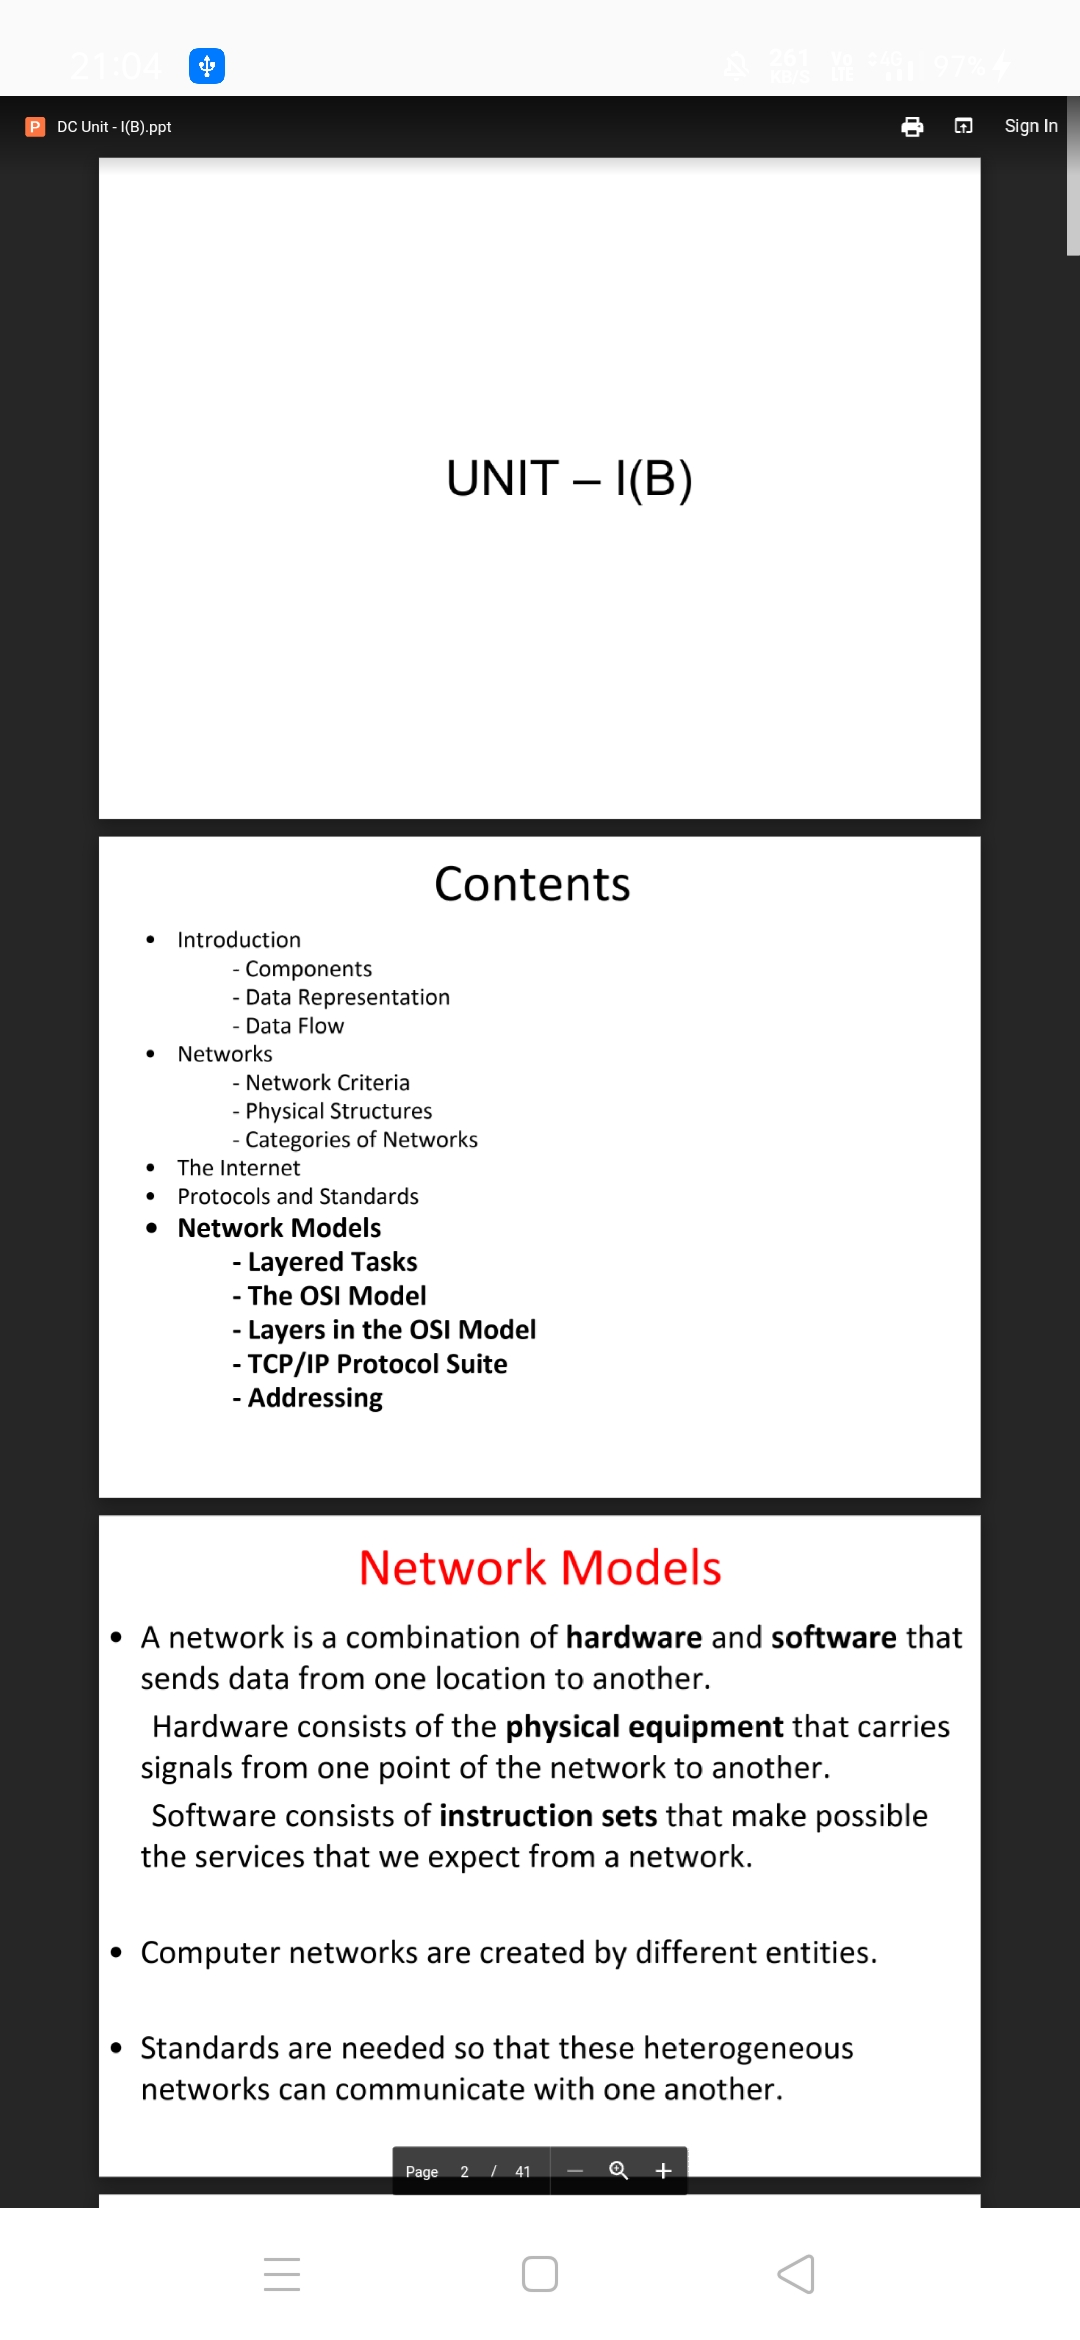 21:04
261
KB/S
Vo
LTE
4G
97%
P DC Unit - I(B).ppt
Sign In
UNIT – I(B)
Contents
• Introduction
- Components
- Data Representation
- Data Flow
• Networks
- Network Criteria
- Physical Structures
- Categories of Networks
• The Internet
• Protocols and Standards
• Network Models
- Layered Tasks
- The OSI Model
- Layers in the OSI Model
- TCP/IP Protocol Suite
- Addressing
Network Models
• A network is a combination of hardware and software that
sends data from one location to another.
Hardware consists of the physical equipment that carries
signals from one point of the network to another.
Software consists of instruction sets that make possible
the services that we expect from a network.
• Computer networks are created by different entities.
• Standards are needed so that these heterogeneous
networks can communicate with one another.
Page 2 / 41